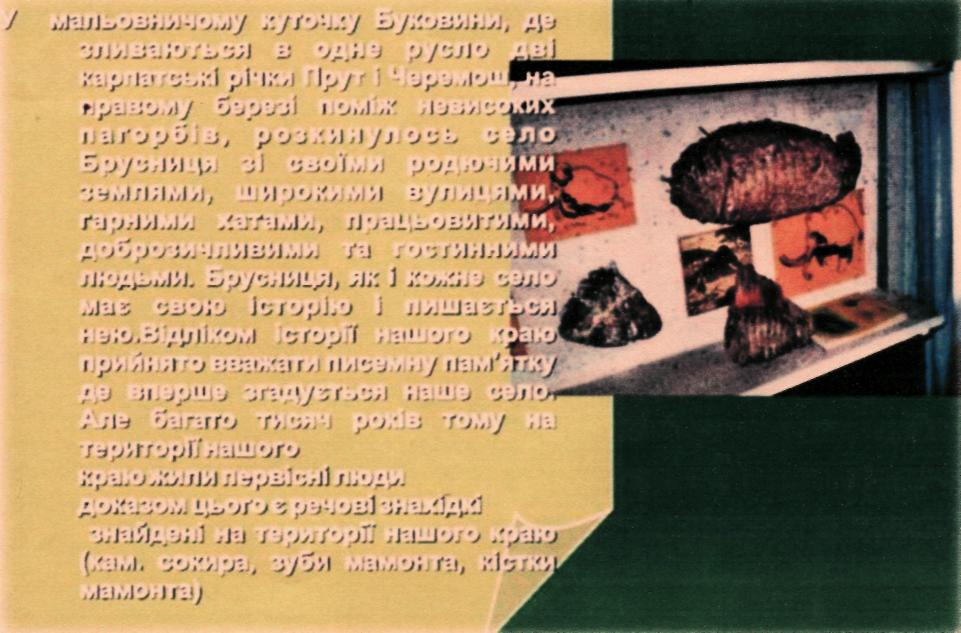 У мальовничому куточку Буковини, де
зливаються в одне русло дві
карпатські річки Прут і Черемош, на
правому березі поміж невисоких
пагорбів, розкинулось село
Брусниця зі своїми родючими
землями, широкими вулицями,
гарними хатами, працьовитими,
доброзичливими та гостинними
людьми. Брусниця, як і кожне село
має свою історію і пишається
нею.Відліком історії нашого краю
прийнято вважати писемну пам'ятку
де вперше згадується наше село.
Але багато тисяч років тому на
території нашого
краю жили первісні люди
доказом цього є речові знахідкі
знайдені на території нашого краю
(кам. сокира, зуби мамонта, кістки
мамонта)